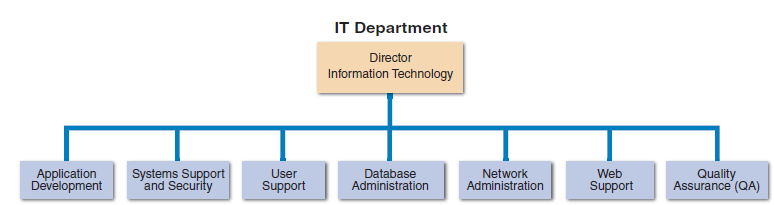 IT Department
Director
Information Technology
Application
Development
Systems Support
and Security
User
Support
Database
Administration
Network
Administration
Web
Support
Quality
Assurance (QA)